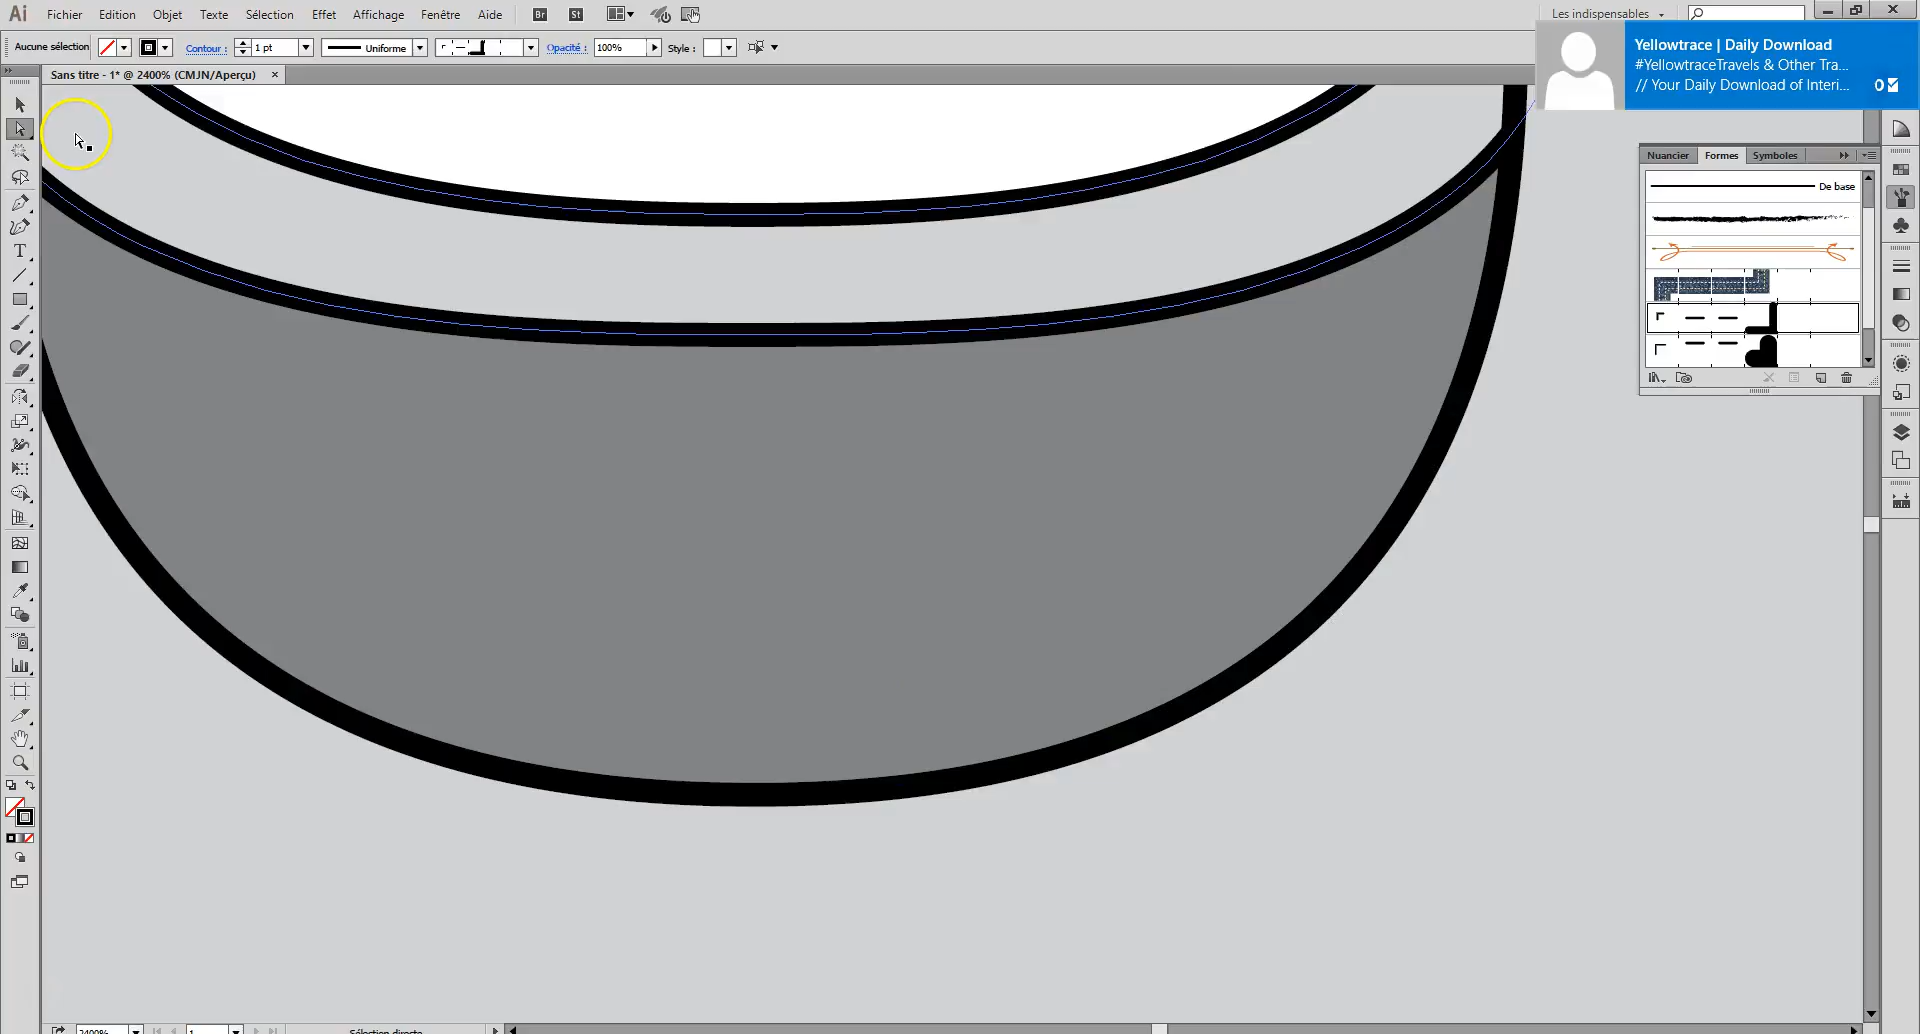 Ai Fichier Edition Objet Texte Sélection Effet Affichage Fenêtre Aide Br St Les indispensables
Aucune sélection Contour : 1 pt Uniforme Opacité : 100% Style :
Sans titre - 1* @ 2400% (CMJN/Aperçu) ×
Yellowtrace | Daily Download
#YellowtraceTravels & Other Tra...
// Your Daily Download of Interi... 0
Nuancier Formes Symboles
De base
T
2400% 1 Sélection directe